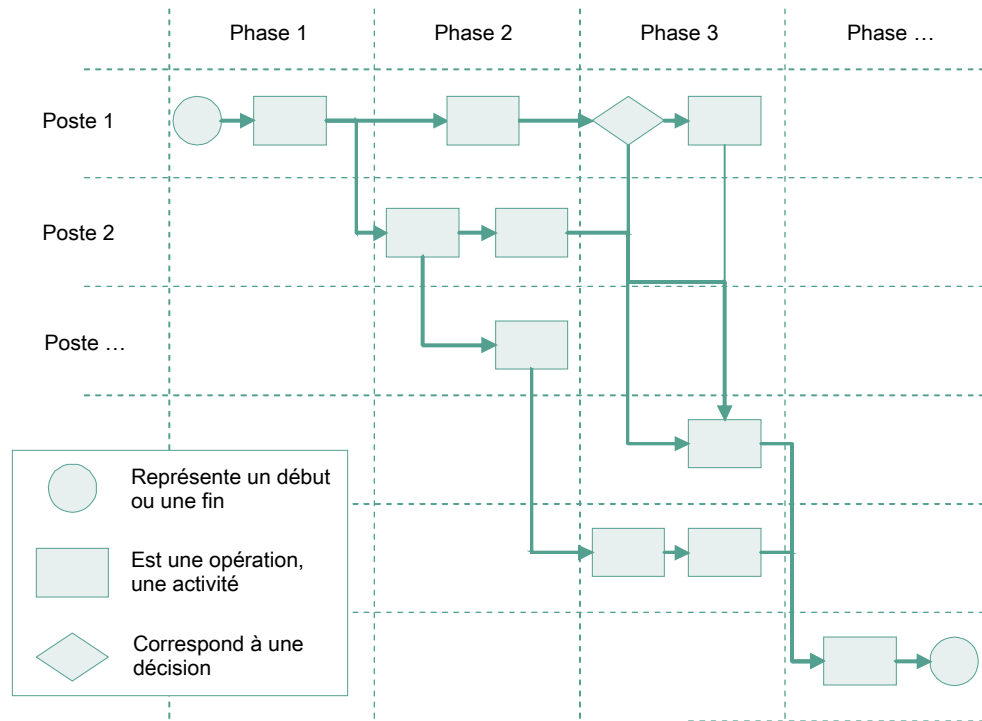 Phase 1
Phase 2
Phase 3
Phase …
Poste 1
Poste 2
Poste …
Représente un début
ou une fin
Est une opération,
une activité
Correspond à une
décision